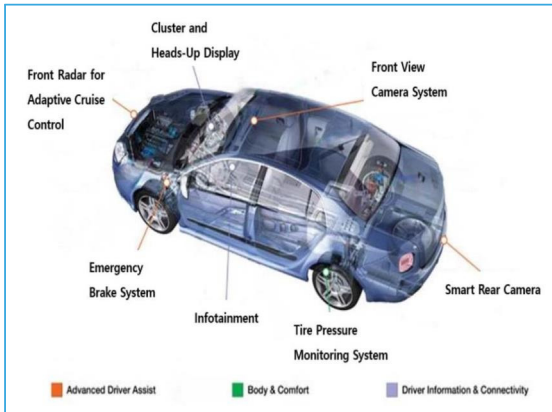 Cluster and
Heads-Up Display
Front Radar for
Adaptive Cruise
Control
Front View
Camera System
Emergency
Brake System
Infotainment
Tire Pressure
Monitoring System
Smart Rear Camera
Advanced Driver Assist
Body & Comfort
Driver Information & Connectivity